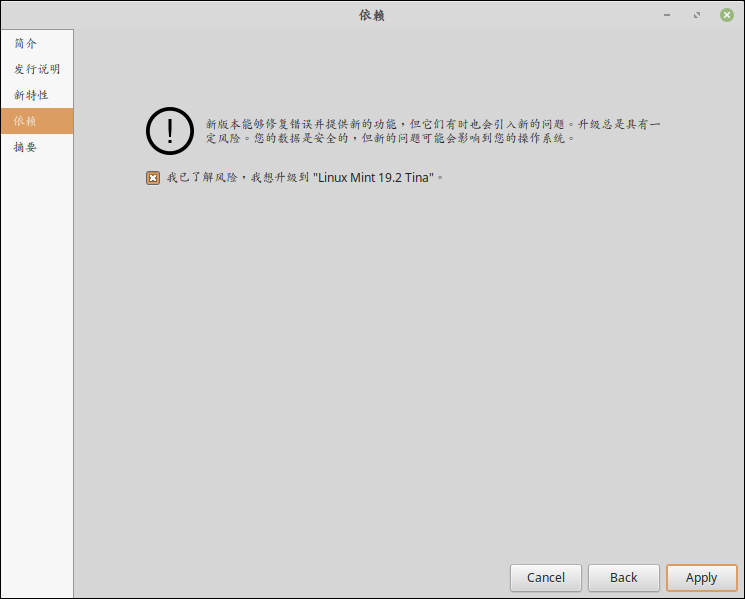 依赖
简介
发行说明
新特性
依赖
摘要
新版本能够修复错误并提供新的功能，但它们有时也会引入新的问题。升级总是具有一
定风险。您的数据是安全的，但新的问题可能会影响到您的操作系统。
我已了解风险，我想升级到 "Linux Mint 19.2 Tina"。
Cancel
Back
Apply